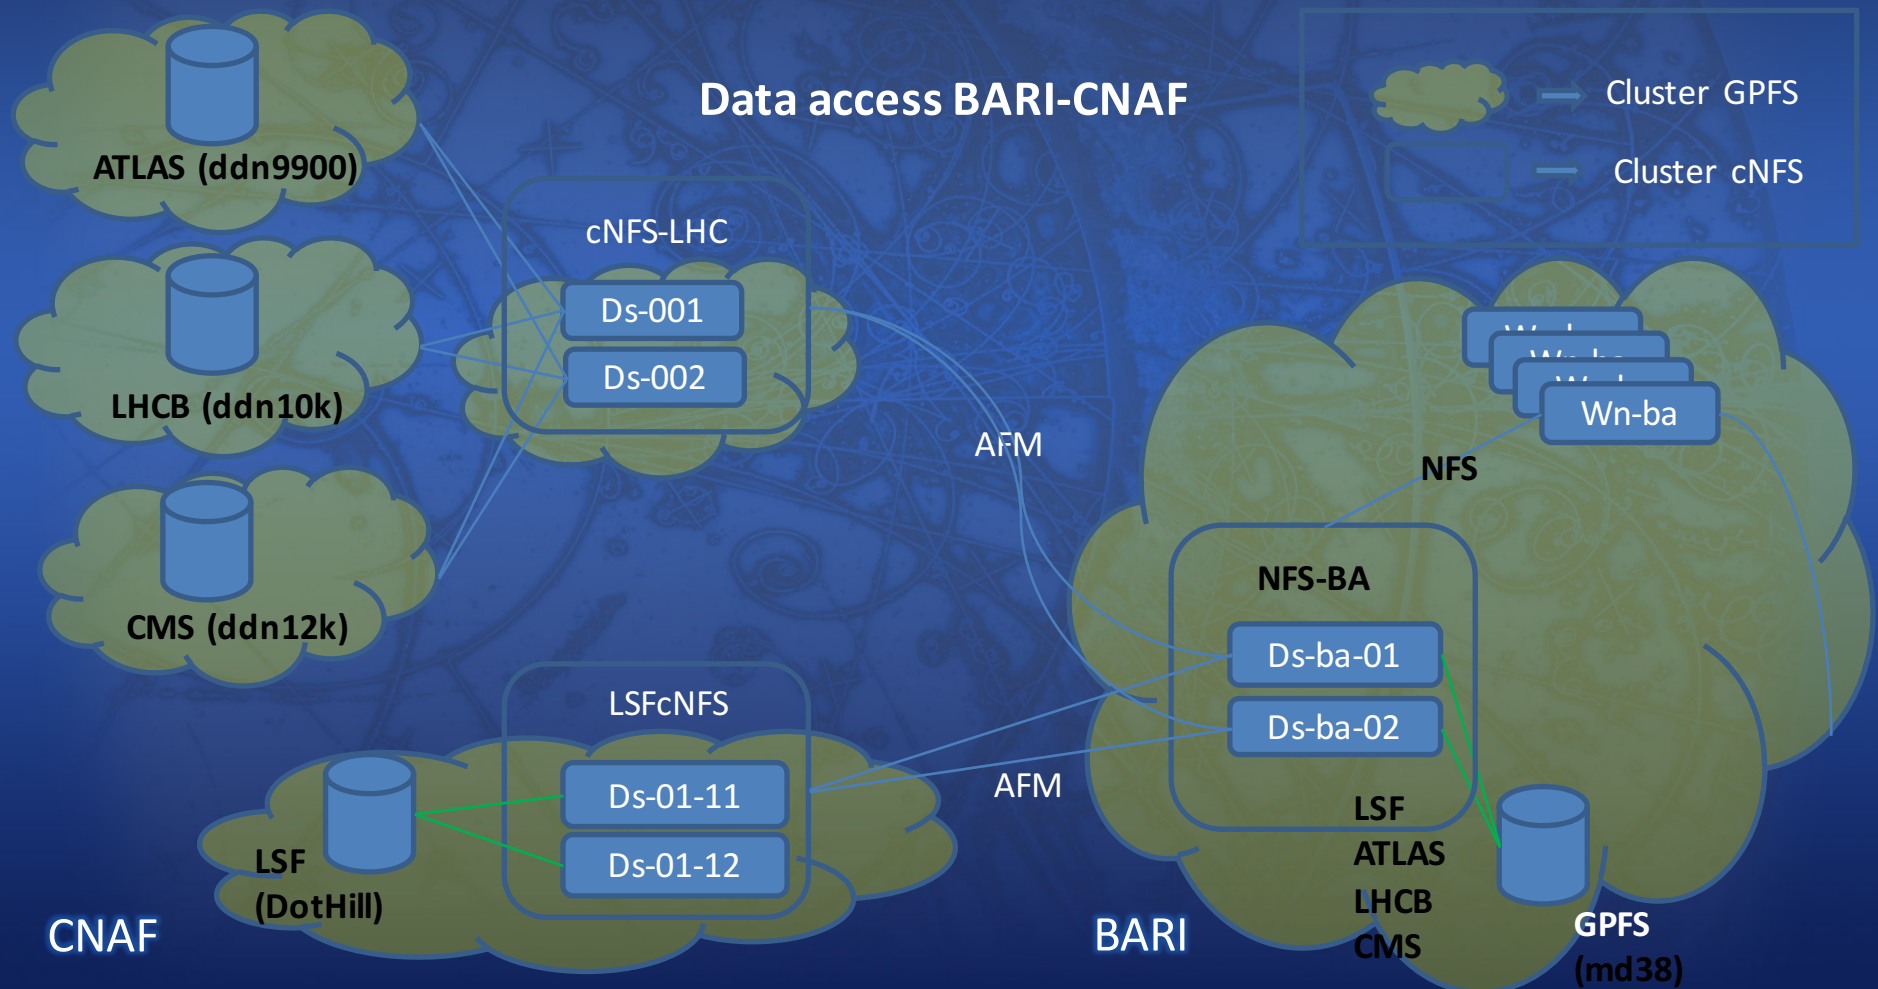 Data access BARI-CNAF
Cluster GPFS
Cluster cNFS
ATLAS (ddn9900)
LHCB (ddn10k)
CMS (ddn12k)
cNFS-LHC
Ds-001
Ds-002
AFM
LSFcNFS
Ds-01-11
Ds-01-12
LSF
(DotHill)
CNAF
AFM
Wn-ba
NFS
NFS-BA
Ds-ba-01
Ds-ba-02
LSF
ATLAS
LHCB
CMS
GPFS
(md38)
BARI